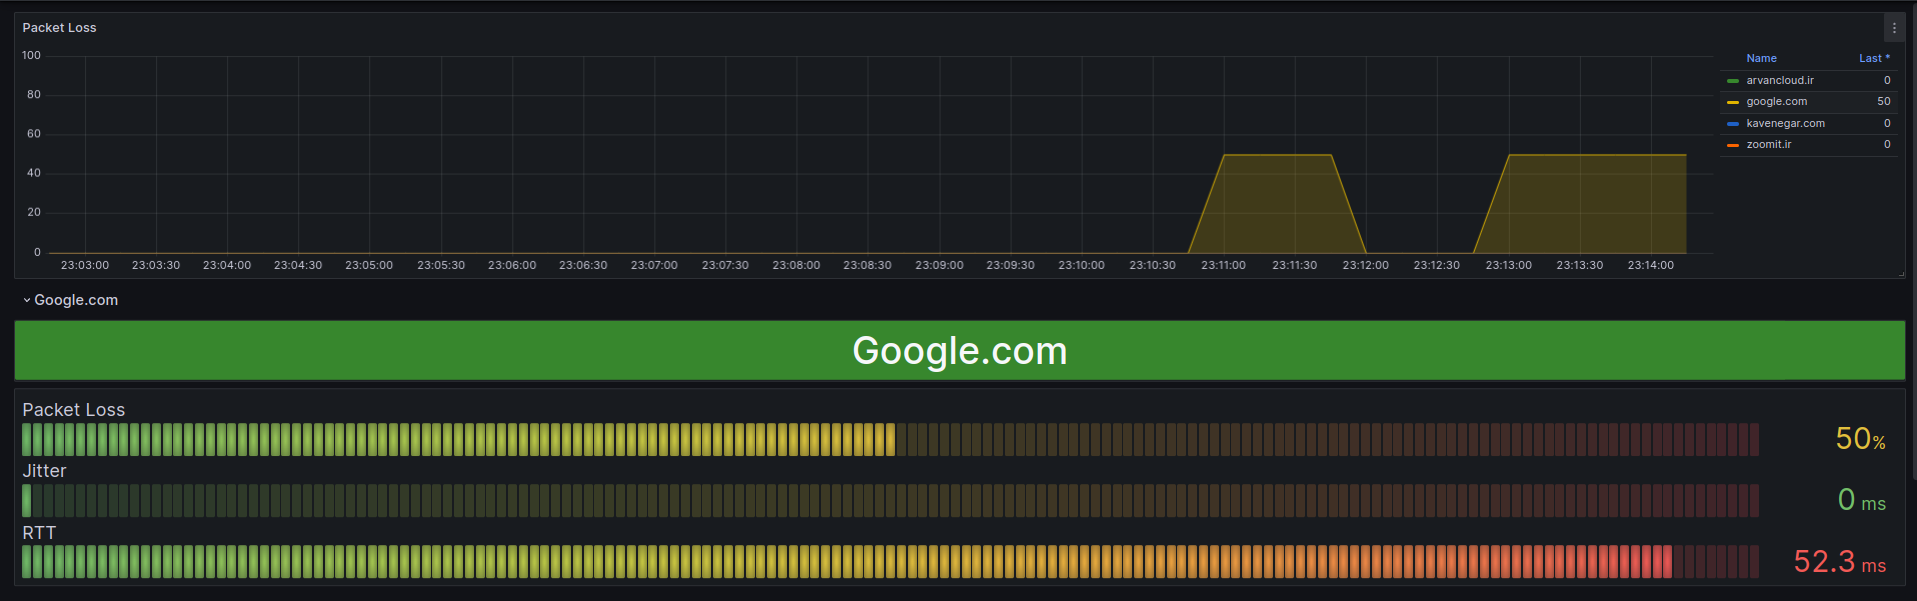 Packet Loss
100
80
60
40
20
0
23:03:00 23:03:30 23:04:00 23:04:30 23:05:00 23:05:30 23:06:00 23:06:30 23:07:00 23:07:30 23:08:00 23:08:30 23:09:00 23:09:30 23:10:00 23:10:30 23:11:00 23:11:30 23:12:00 23:12:30 23:13:00 23:13:30 23:14:00
Name Last *
arvancloud.ir 0
google.com 50
kavenegar.com 0
zoomit.ir 0
Google.com
Google.com
Packet Loss
50%
Jitter
0 ms
RTT
52.3 ms